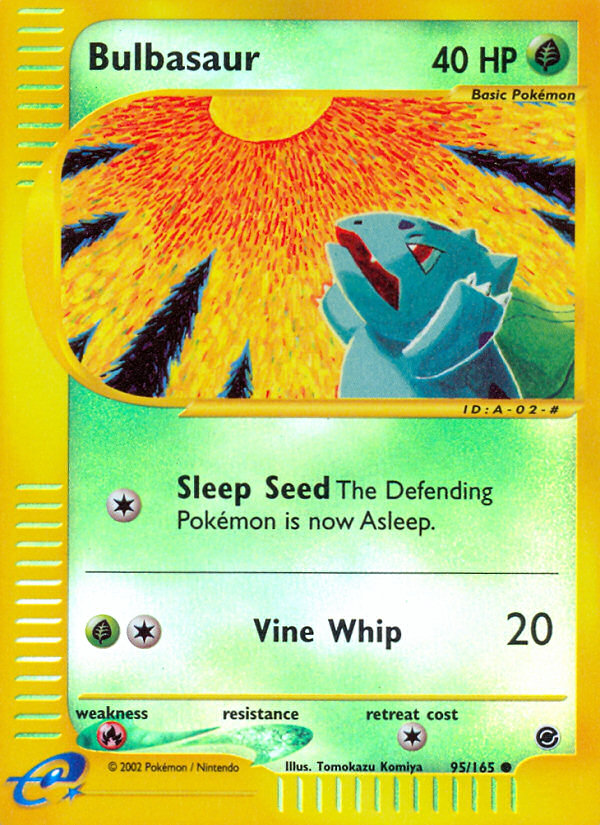 Bulbasaur 40 HP
Basic Pokémon
ID:A-02-#
Sleep Seed The Defending
Pokémon is now Asleep.
Vine Whip 20
weakness resistance retreat cost
© 2002 Pokémon / Nintendo Illus. Tomokazu Komiya 95/165
e